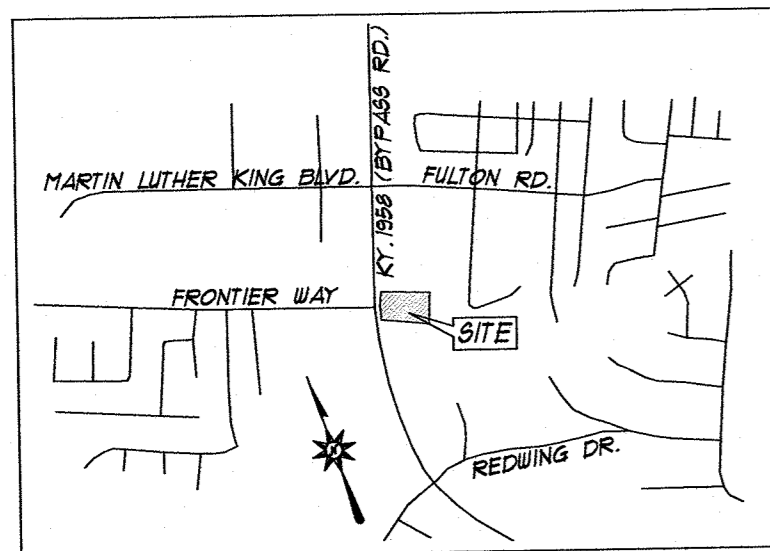 KY. 1958 (BYPASS RD.)
MARTIN LUTHER KING BLVD.
FULTON RD.
FRONTIER WAY
SITE
REDWING DR.
N